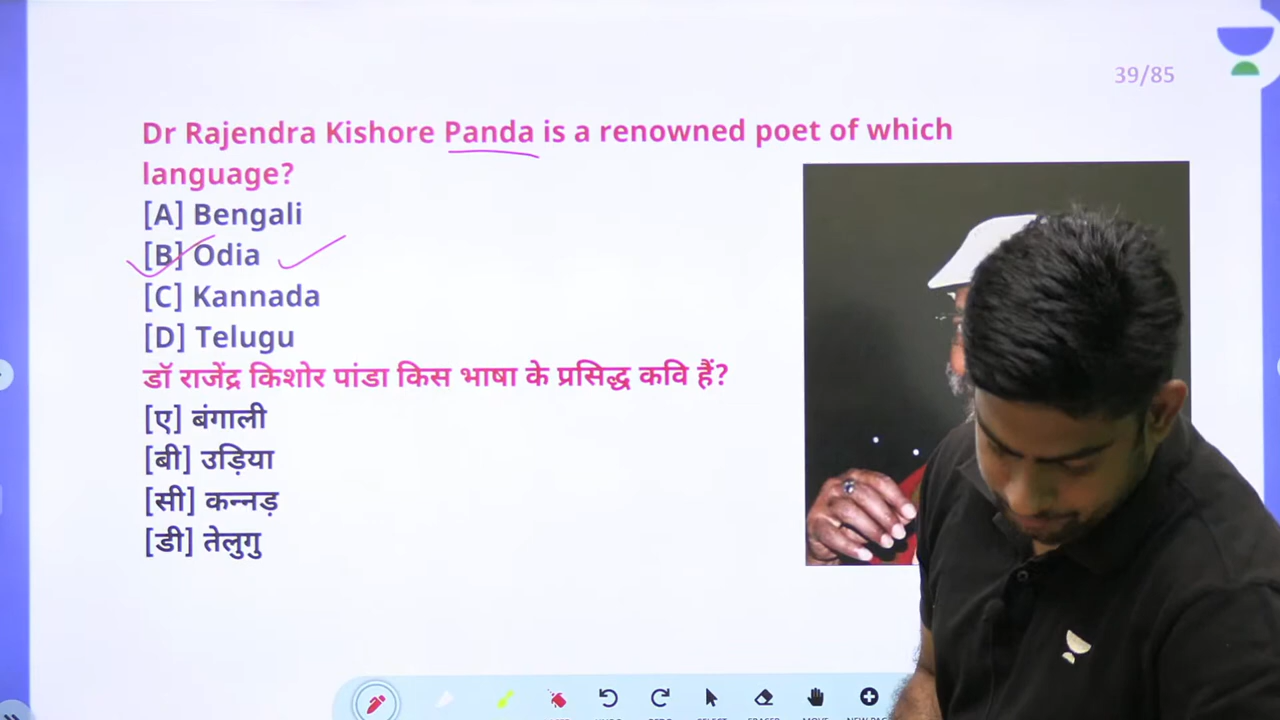 39/85
Dr Rajendra Kishore Panda is a renowned poet of which
language?
[A] Bengali
[B] Odia
[C] Kannada
[D] Telugu
डॉ राजेंद्र किशोर पांडा किस भाषा के प्रसिद्ध कवि हैं?
[ए] बंगाली
[बी] उड़िया
[सी] कन्नड़
[डी] तेलुगु